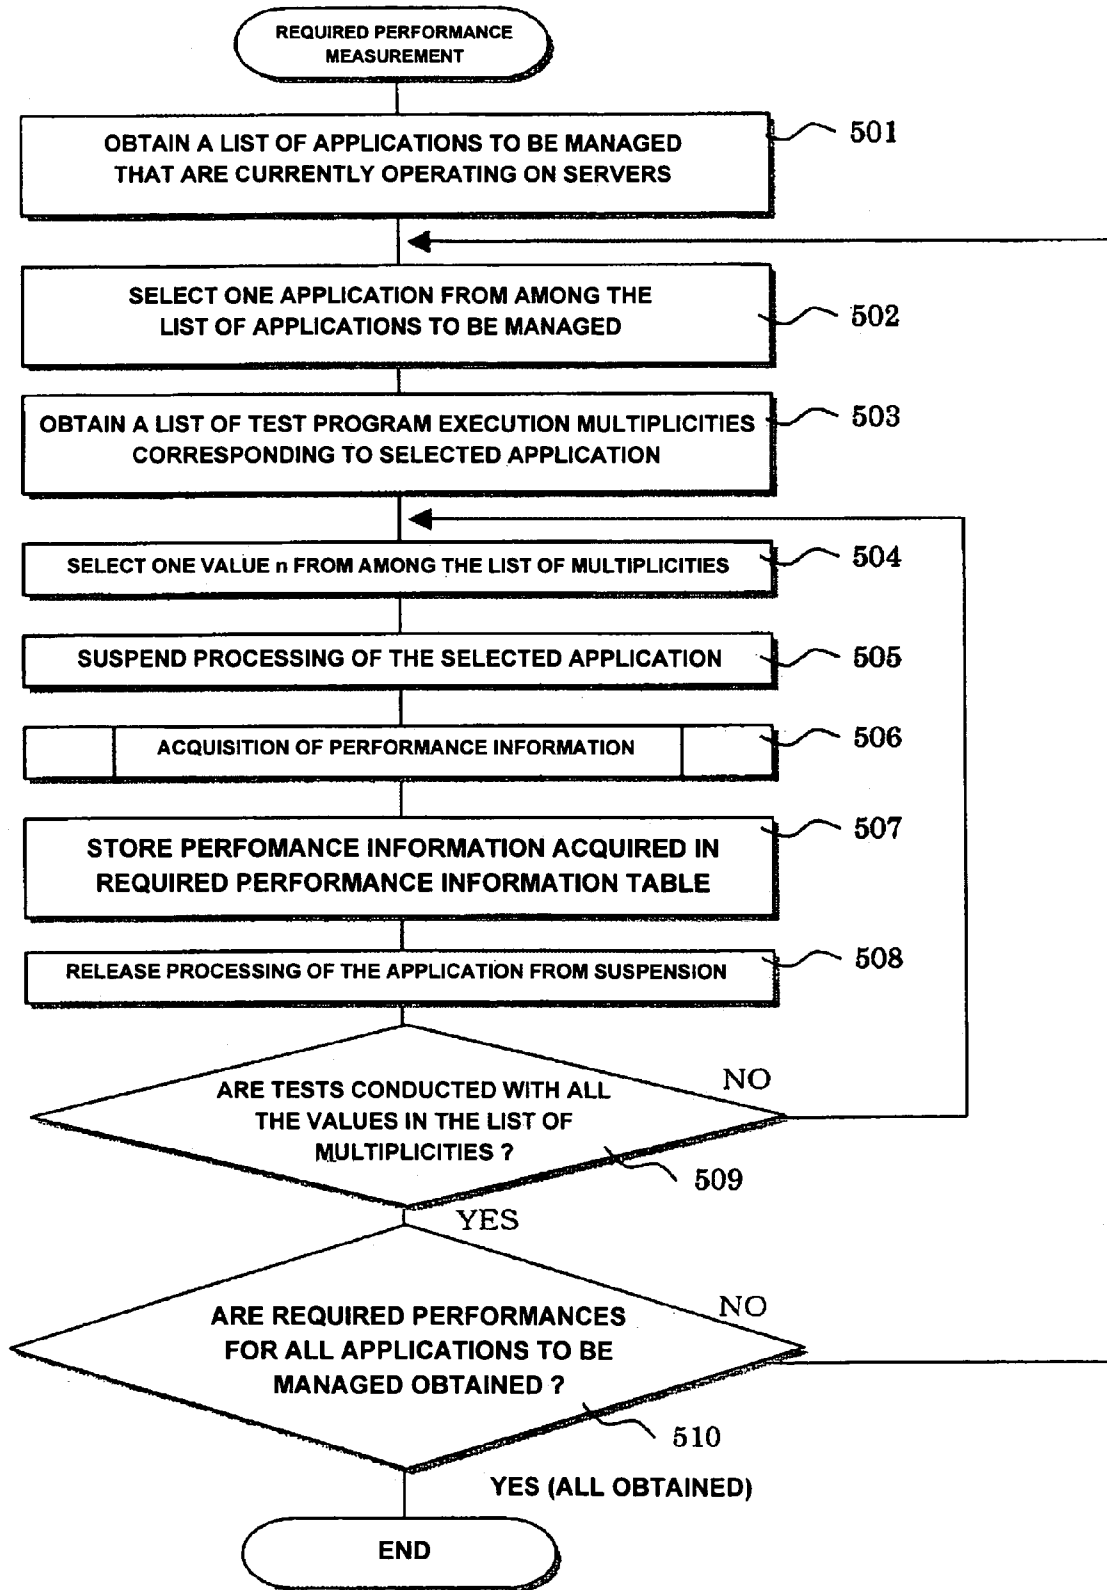 REQUIRED PERFORMANCE
MEASUREMENT
OBTAIN A LIST OF APPLICATIONS TO BE MANAGED
THAT ARE CURRENTLY OPERATING ON SERVERS
501
SELECT ONE APPLICATION FROM AMONG THE
LIST OF APPLICATIONS TO BE MANAGED
502
OBTAIN A LIST OF TEST PROGRAM EXECUTION MULTIPLICITIES
CORRESPONDING TO SELECTED APPLICATION
503
SELECT ONE VALUE n FROM AMONG THE LIST OF MULTIPLICITIES
504
SUSPEND PROCESSING OF THE SELECTED APPLICATION
505
ACQUISITION OF PERFORMANCE INFORMATION
506
STORE PERFOMANCE INFORMATION ACQUIRED IN
REQUIRED PERFORMANCE INFORMATION TABLE
507
RELEASE PROCESSING OF THE APPLICATION FROM SUSPENSION
508
ARE TESTS CONDUCTED WITH ALL
THE VALUES IN THE LIST OF
MULTIPLICITIES ?
NO
509
YES
ARE REQUIRED PERFORMANCES
FOR ALL APPLICATIONS TO BE
MANAGED OBTAINED ?
NO
510
YES (ALL OBTAINED)
END